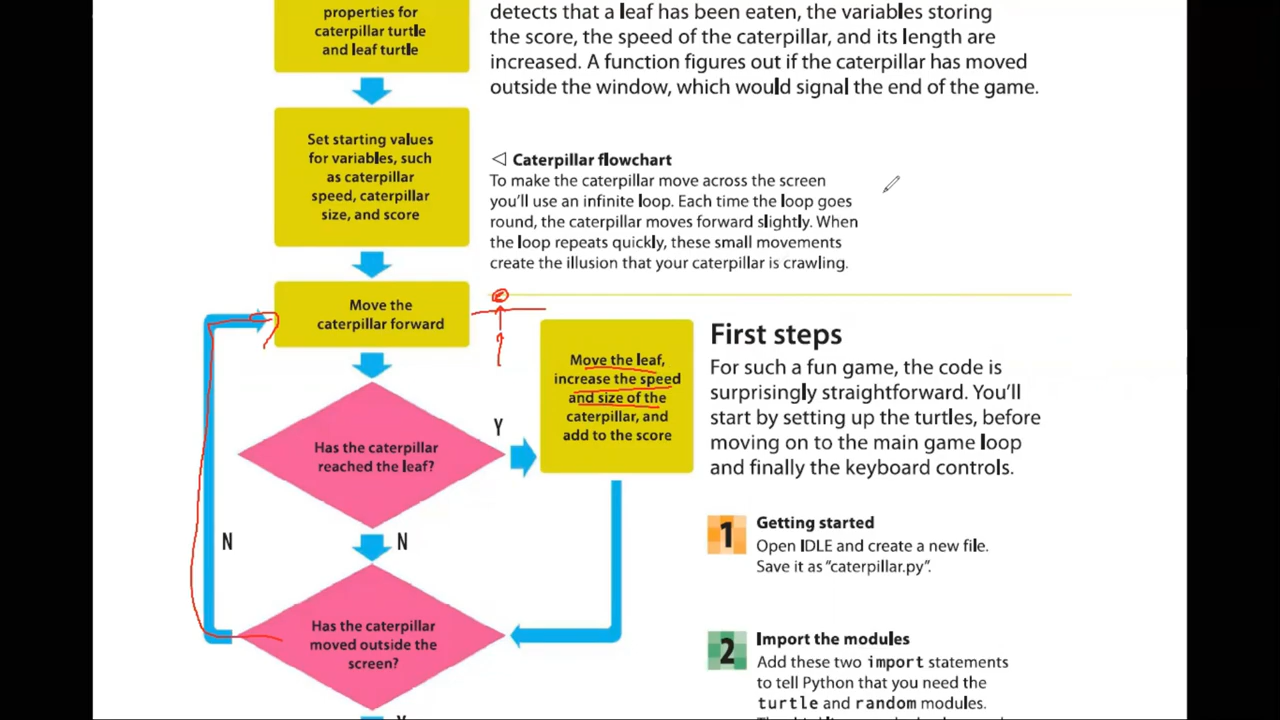 properties for
caterpillar turtle
and leaf turtle
Set starting values
for variables, such
as caterpillar
speed, caterpillar
size, and score
Move the
caterpillar forward
Has the caterpillar
reached the leaf?
Y
N
Move the leaf,
increase the speed
and size of the
caterpillar, and
add to the score
N
Has the caterpillar
moved outside the
screen?
detects that a leaf has been eaten, the variables storing
the score, the speed of the caterpillar, and its length are
increased. A function figures out if the caterpillar has moved
outside the window, which would signal the end of the game.
◁ Caterpillar flowchart
To make the caterpillar move across the screen
you’ll use an infinite loop. Each time the loop goes
round, the caterpillar moves forward slightly. When
the loop repeats quickly, these small movements
create the illusion that your caterpillar is crawling.
First steps
For such a fun game, the code is
surprisingly straightforward. You’ll
start by setting up the turtles, before
moving on to the main game loop
and finally the keyboard controls.
1 Getting started
Open IDLE and create a new file.
Save it as “caterpillar.py”.
2 Import the modules
Add these two import statements
to tell Python that you need the
turtle and random modules.